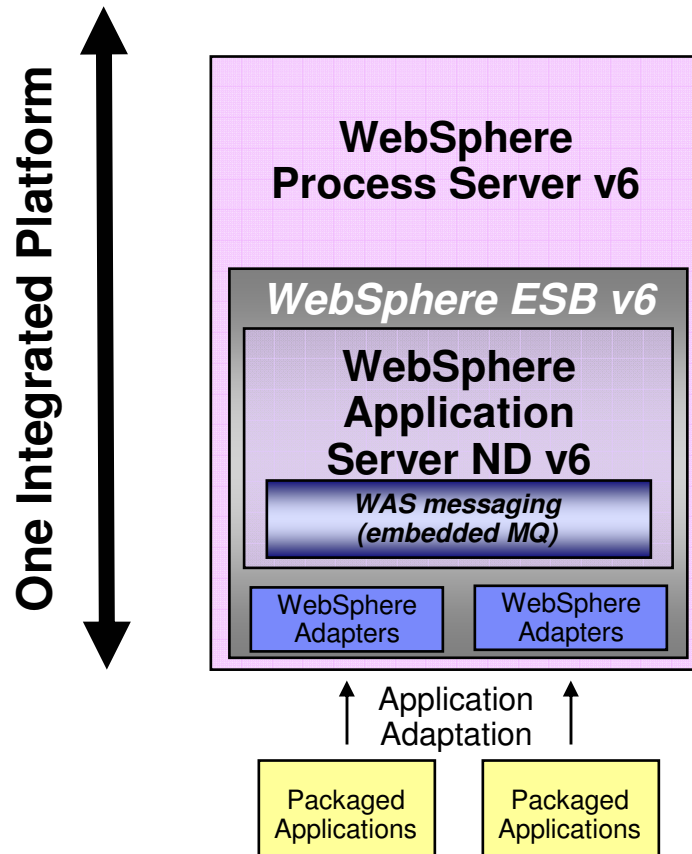 One Integrated Platform
WebSphere
Process Server v6
WebSphere ESB v6
WebSphere
Application
Server ND v6
WAS messaging
(embedded MQ)
WebSphere
Adapters
WebSphere
Adapters
Application
Adaptation
Packaged
Applications
Packaged
Applications